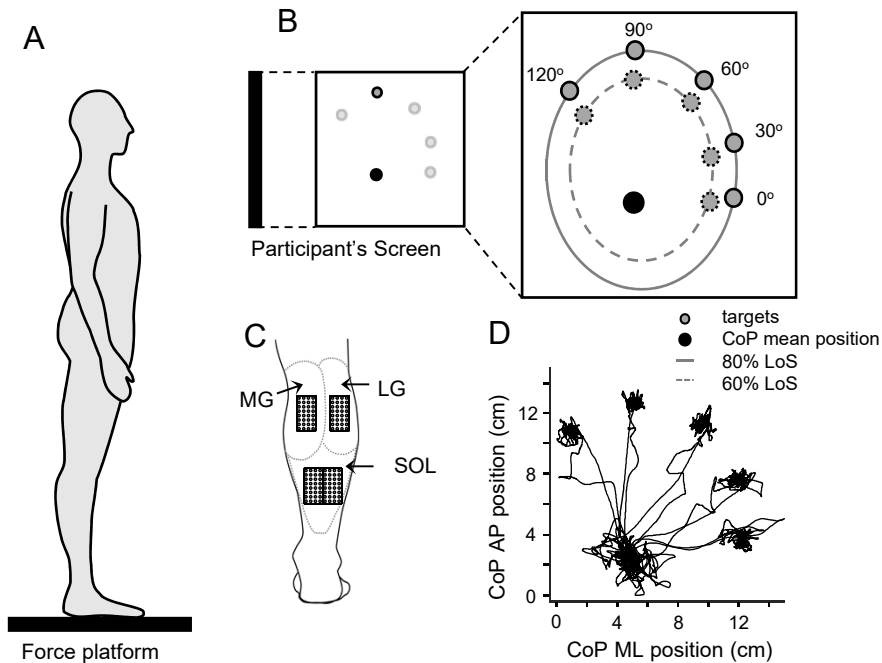 A
Force platform
B
Participant's Screen
90°
120°
60°
30°
0°
targets
CoP mean position
80% LoS
60% LoS
C
MG
LG
SOL
D
CoP AP position (cm)
12
8
4
0
0 4 8 12
CoP ML position (cm)